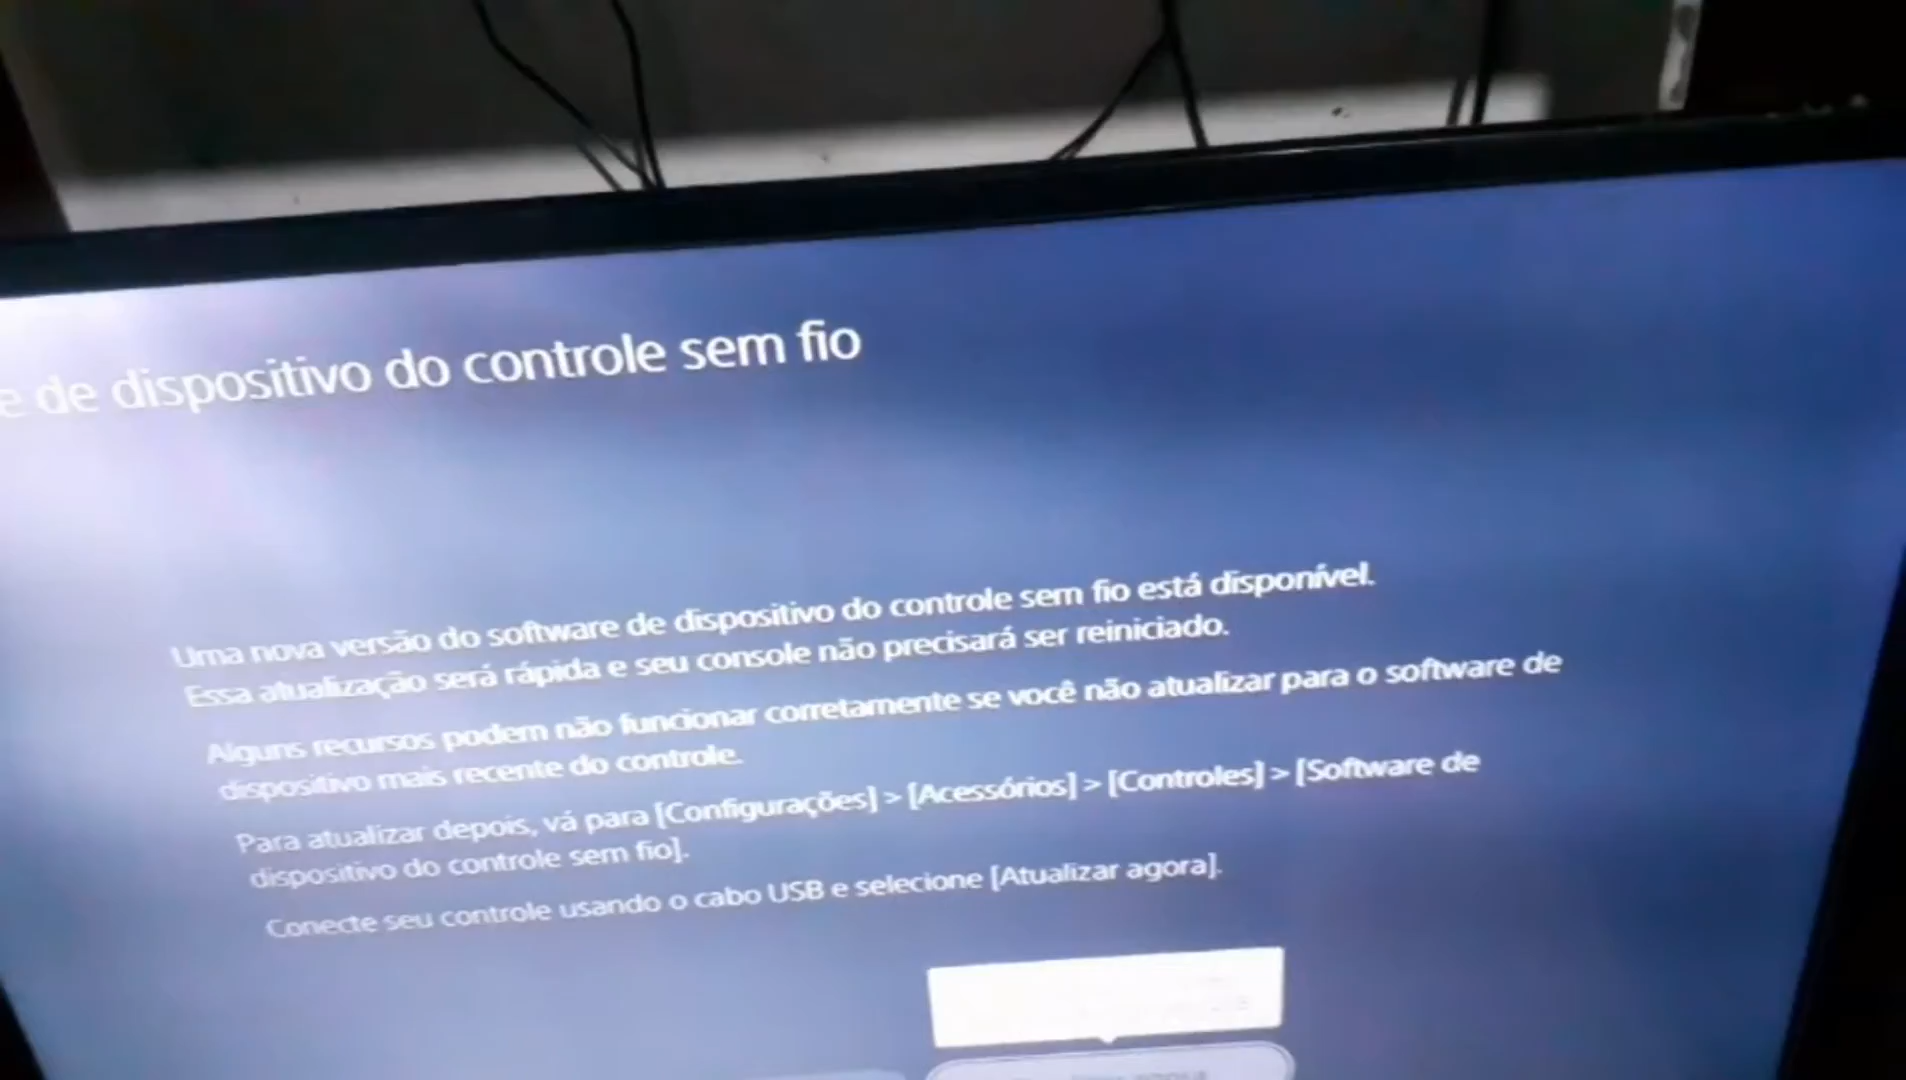 de dispositivo do controle sem fio
Uma nova versão do software de dispositivo do controle sem fio está disponível.
Essa atualização será rápida e seu console não precisará ser reiniciado.
Alguns recursos podem não funcionar corretamente se você não atualizar para o software de
dispositivo mais recente do controle.
Para atualizar depois, vá para [Configurações] > [Acessórios] > [Controles] > [Software de
dispositivo do controle sem fio].
Conecte seu controle usando o cabo USB e selecione [Atualizar agora].